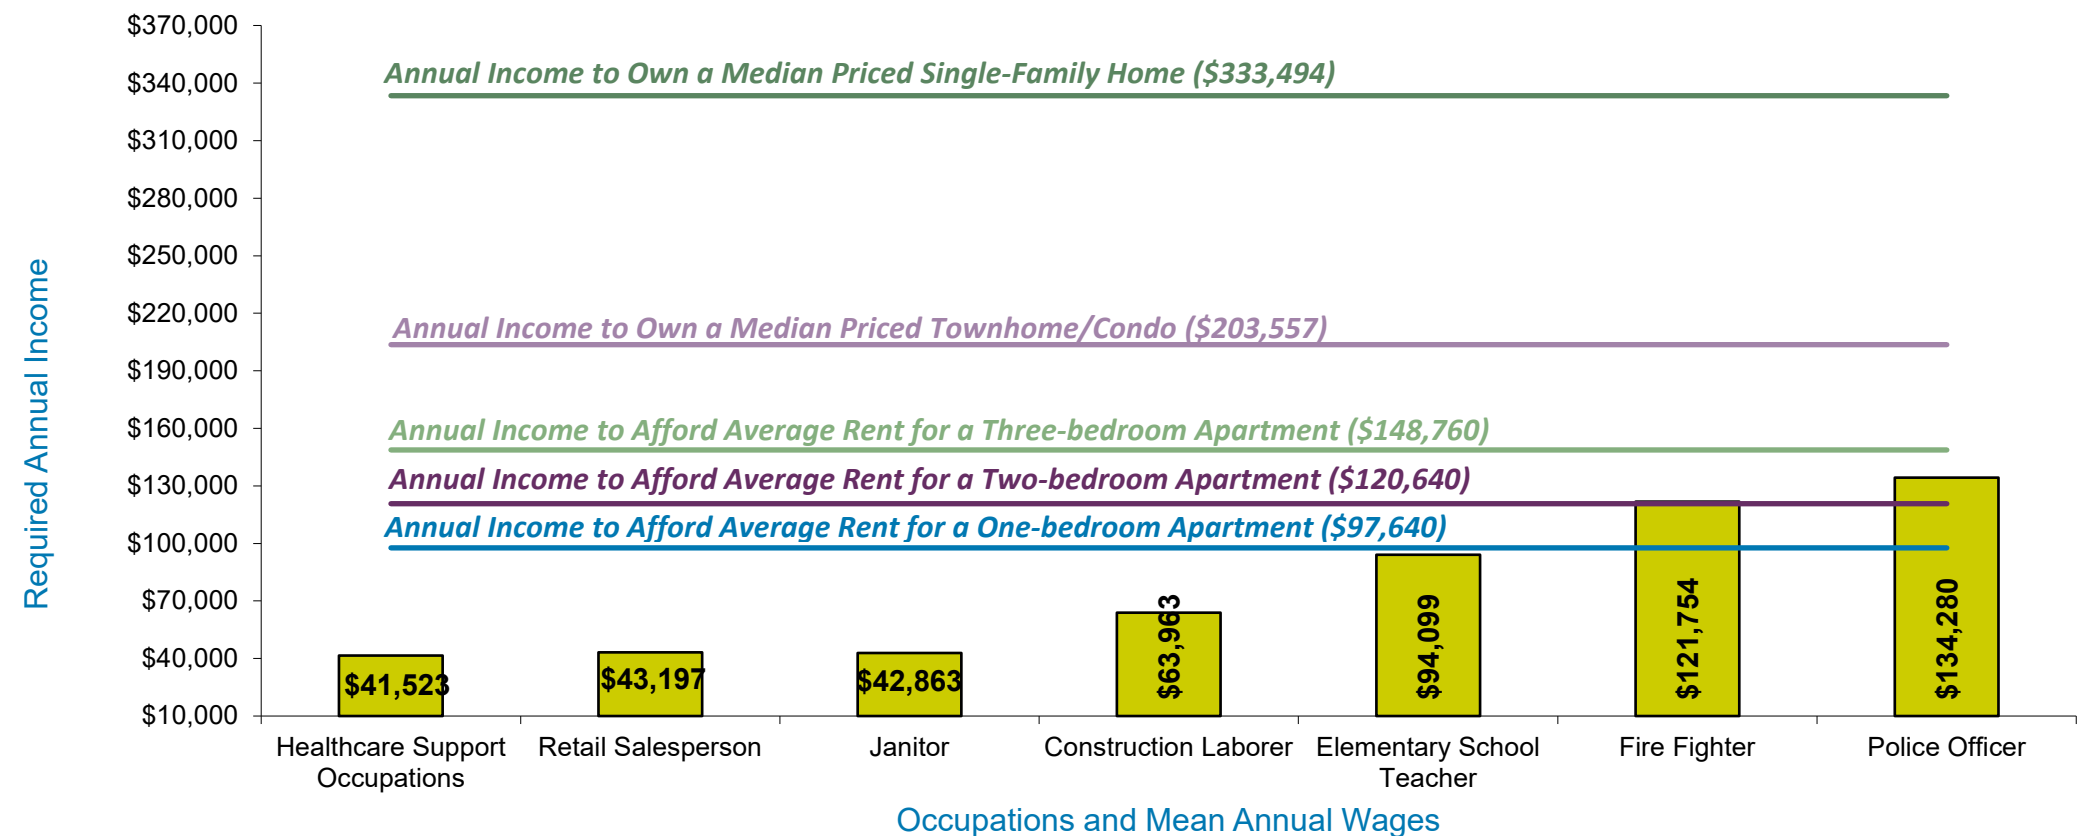 $370,000
$340,000
$310,000
$280,000
$250,000
$220,000
$190,000
$160,000
$130,000
$100,000
$70,000
$40,000
$10,000
Required Annual Income
Annual Income to Own a Median Priced Single-Family Home ($333,494)
Annual Income to Own a Median Priced Townhome/Condo ($203,557)
Annual Income to Afford Average Rent for a Three-bedroom Apartment ($148,760)
Annual Income to Afford Average Rent for a Two-bedroom Apartment ($120,640)
Annual Income to Afford Average Rent for a One-bedroom Apartment ($97,640)
$41,523
$43,197
$42,863
$63,963
$94,099
$121,754
$134,280
Healthcare Support
Occupations
Retail Salesperson
Janitor
Construction Laborer
Elementary School
Teacher
Fire Fighter
Police Officer
Occupations and Mean Annual Wages